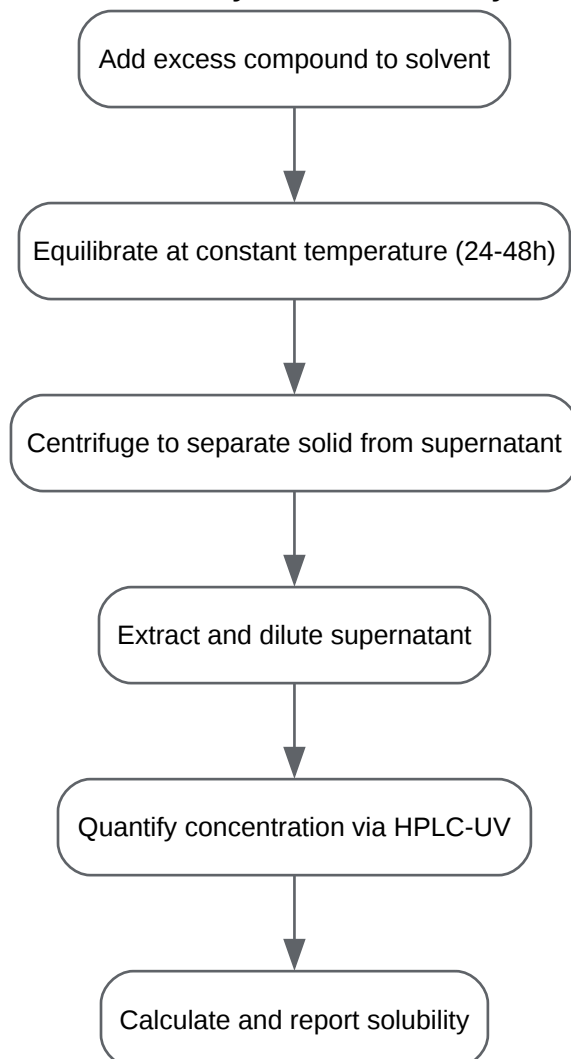 Add excess compound to solvent
Equilibrate at constant temperature (24-48h)
Centrifuge to separate solid from supernatant
Extract and dilute supernatant
Quantify concentration via HPLC-UV
Calculate and report solubility